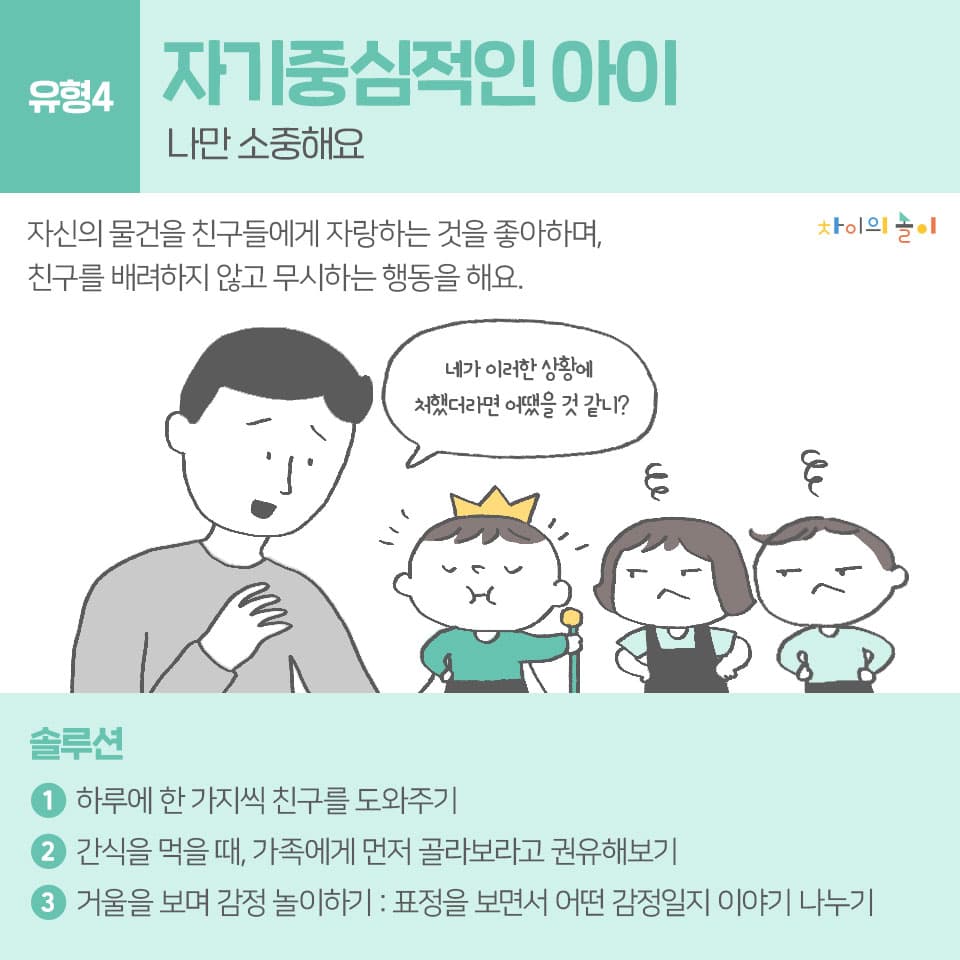 유형4
자기중심적인 아이
나만 소중해요
자신의 물건을 친구들에게 자랑하는 것을 좋아하며,
친구를 배려하지 않고 무시하는 행동을 해요.
차이의 놀이
네가 이러한 상황에
처했더라면 어땠을 것 같니?
솔루션
1 하루에 한 가지씩 친구를 도와주기
2 간식을 먹을 때, 가족에게 먼저 골라보라고 권유해보기
3 거울을 보며 감정 놀이하기 : 표정을 보면서 어떤 감정일지 이야기 나누기